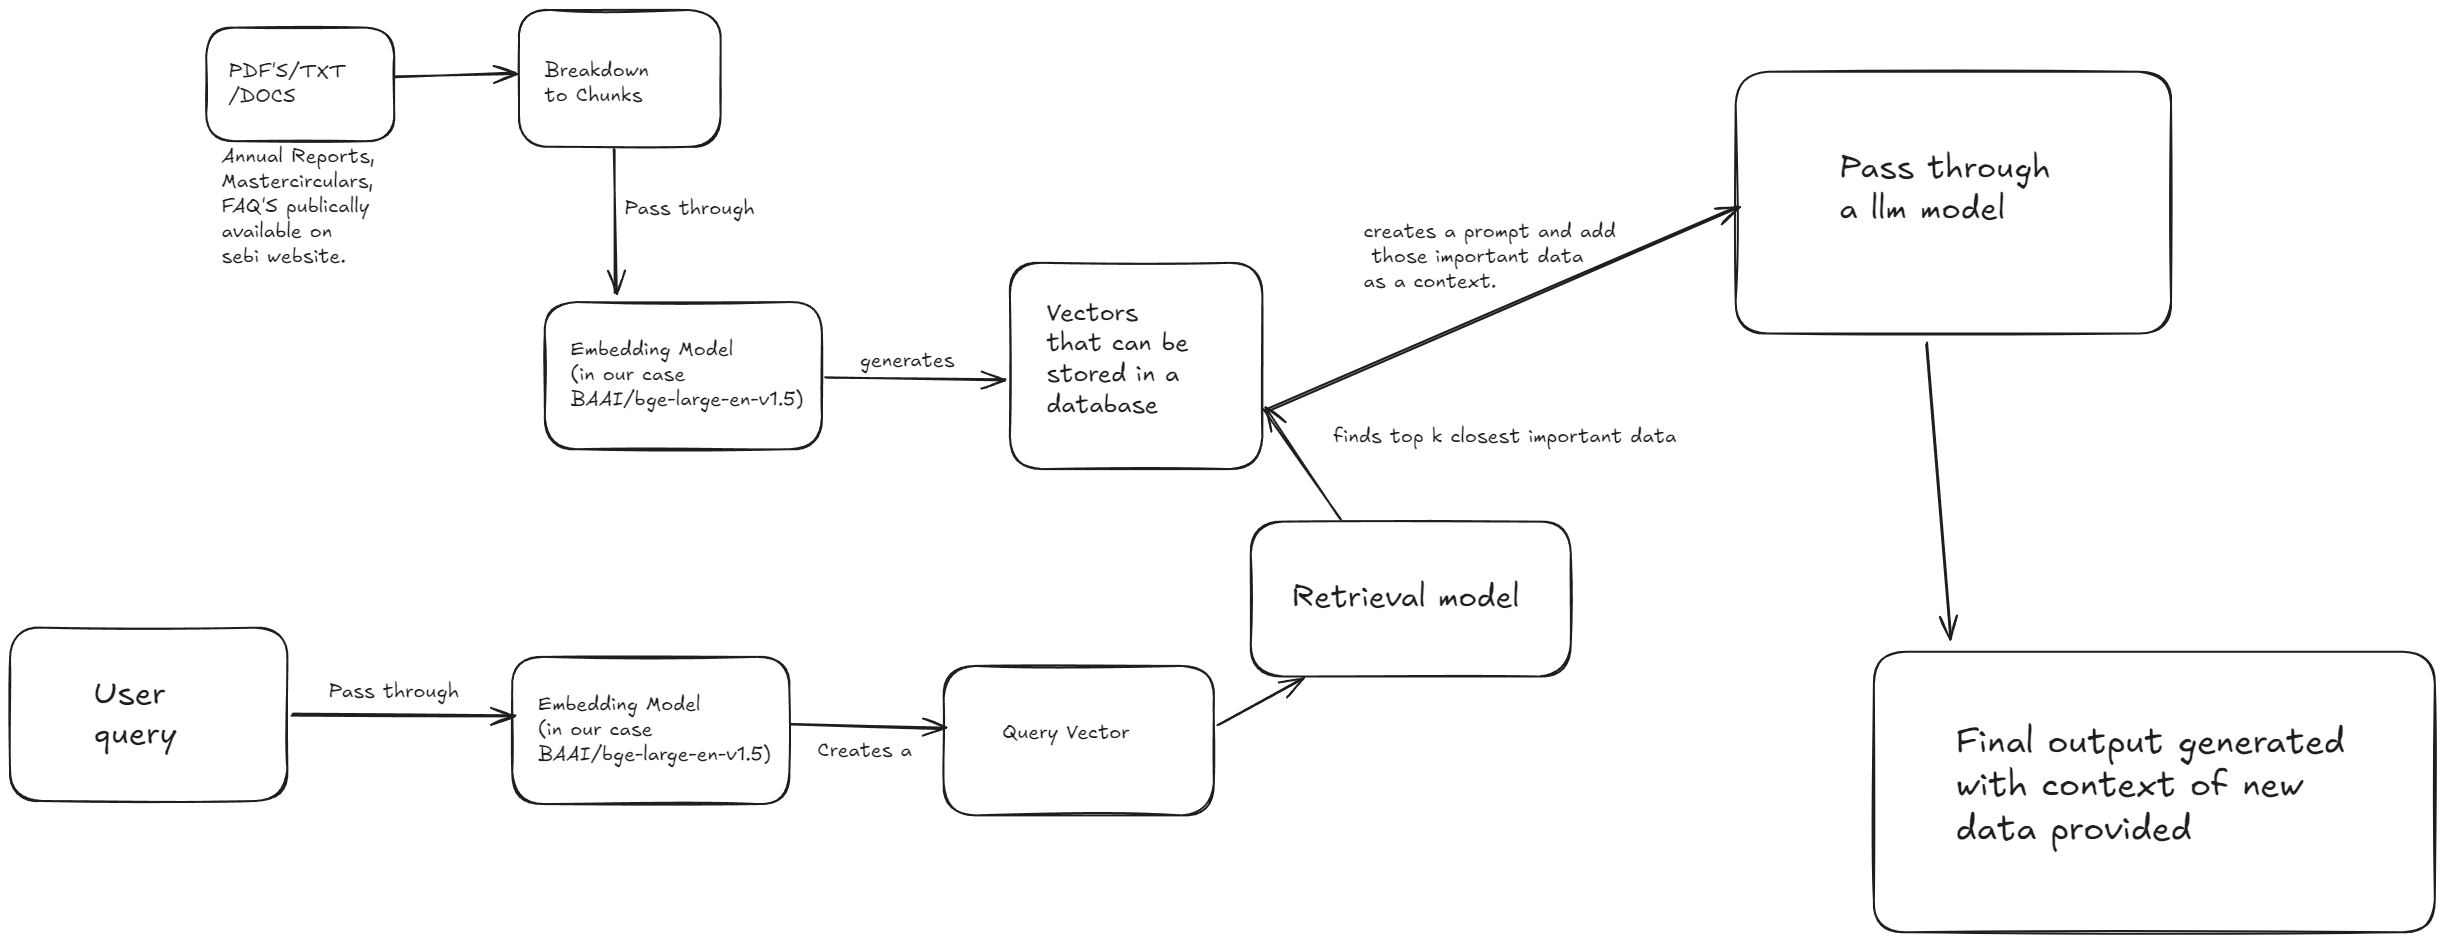 PDF'S/TXT
/DOCS
Annual Reports,
Mastercirculars,
FAQ'S publically
available on
sebi website.
Breakdown
to Chunks
Pass through
Embedding Model
(in our case
BAAI/bge-large-en-v1.5)
generates
Vectors
that can be
stored in a
database
creates a prompt and add
those important data
as a context.
Pass through
a llm model
finds top k closest important data
Retrieval model
User
query
Pass through
Embedding Model
(in our case
BAAI/bge-large-en-v1.5)
Creates a
Query Vector
Final output generated
with context of new
data provided